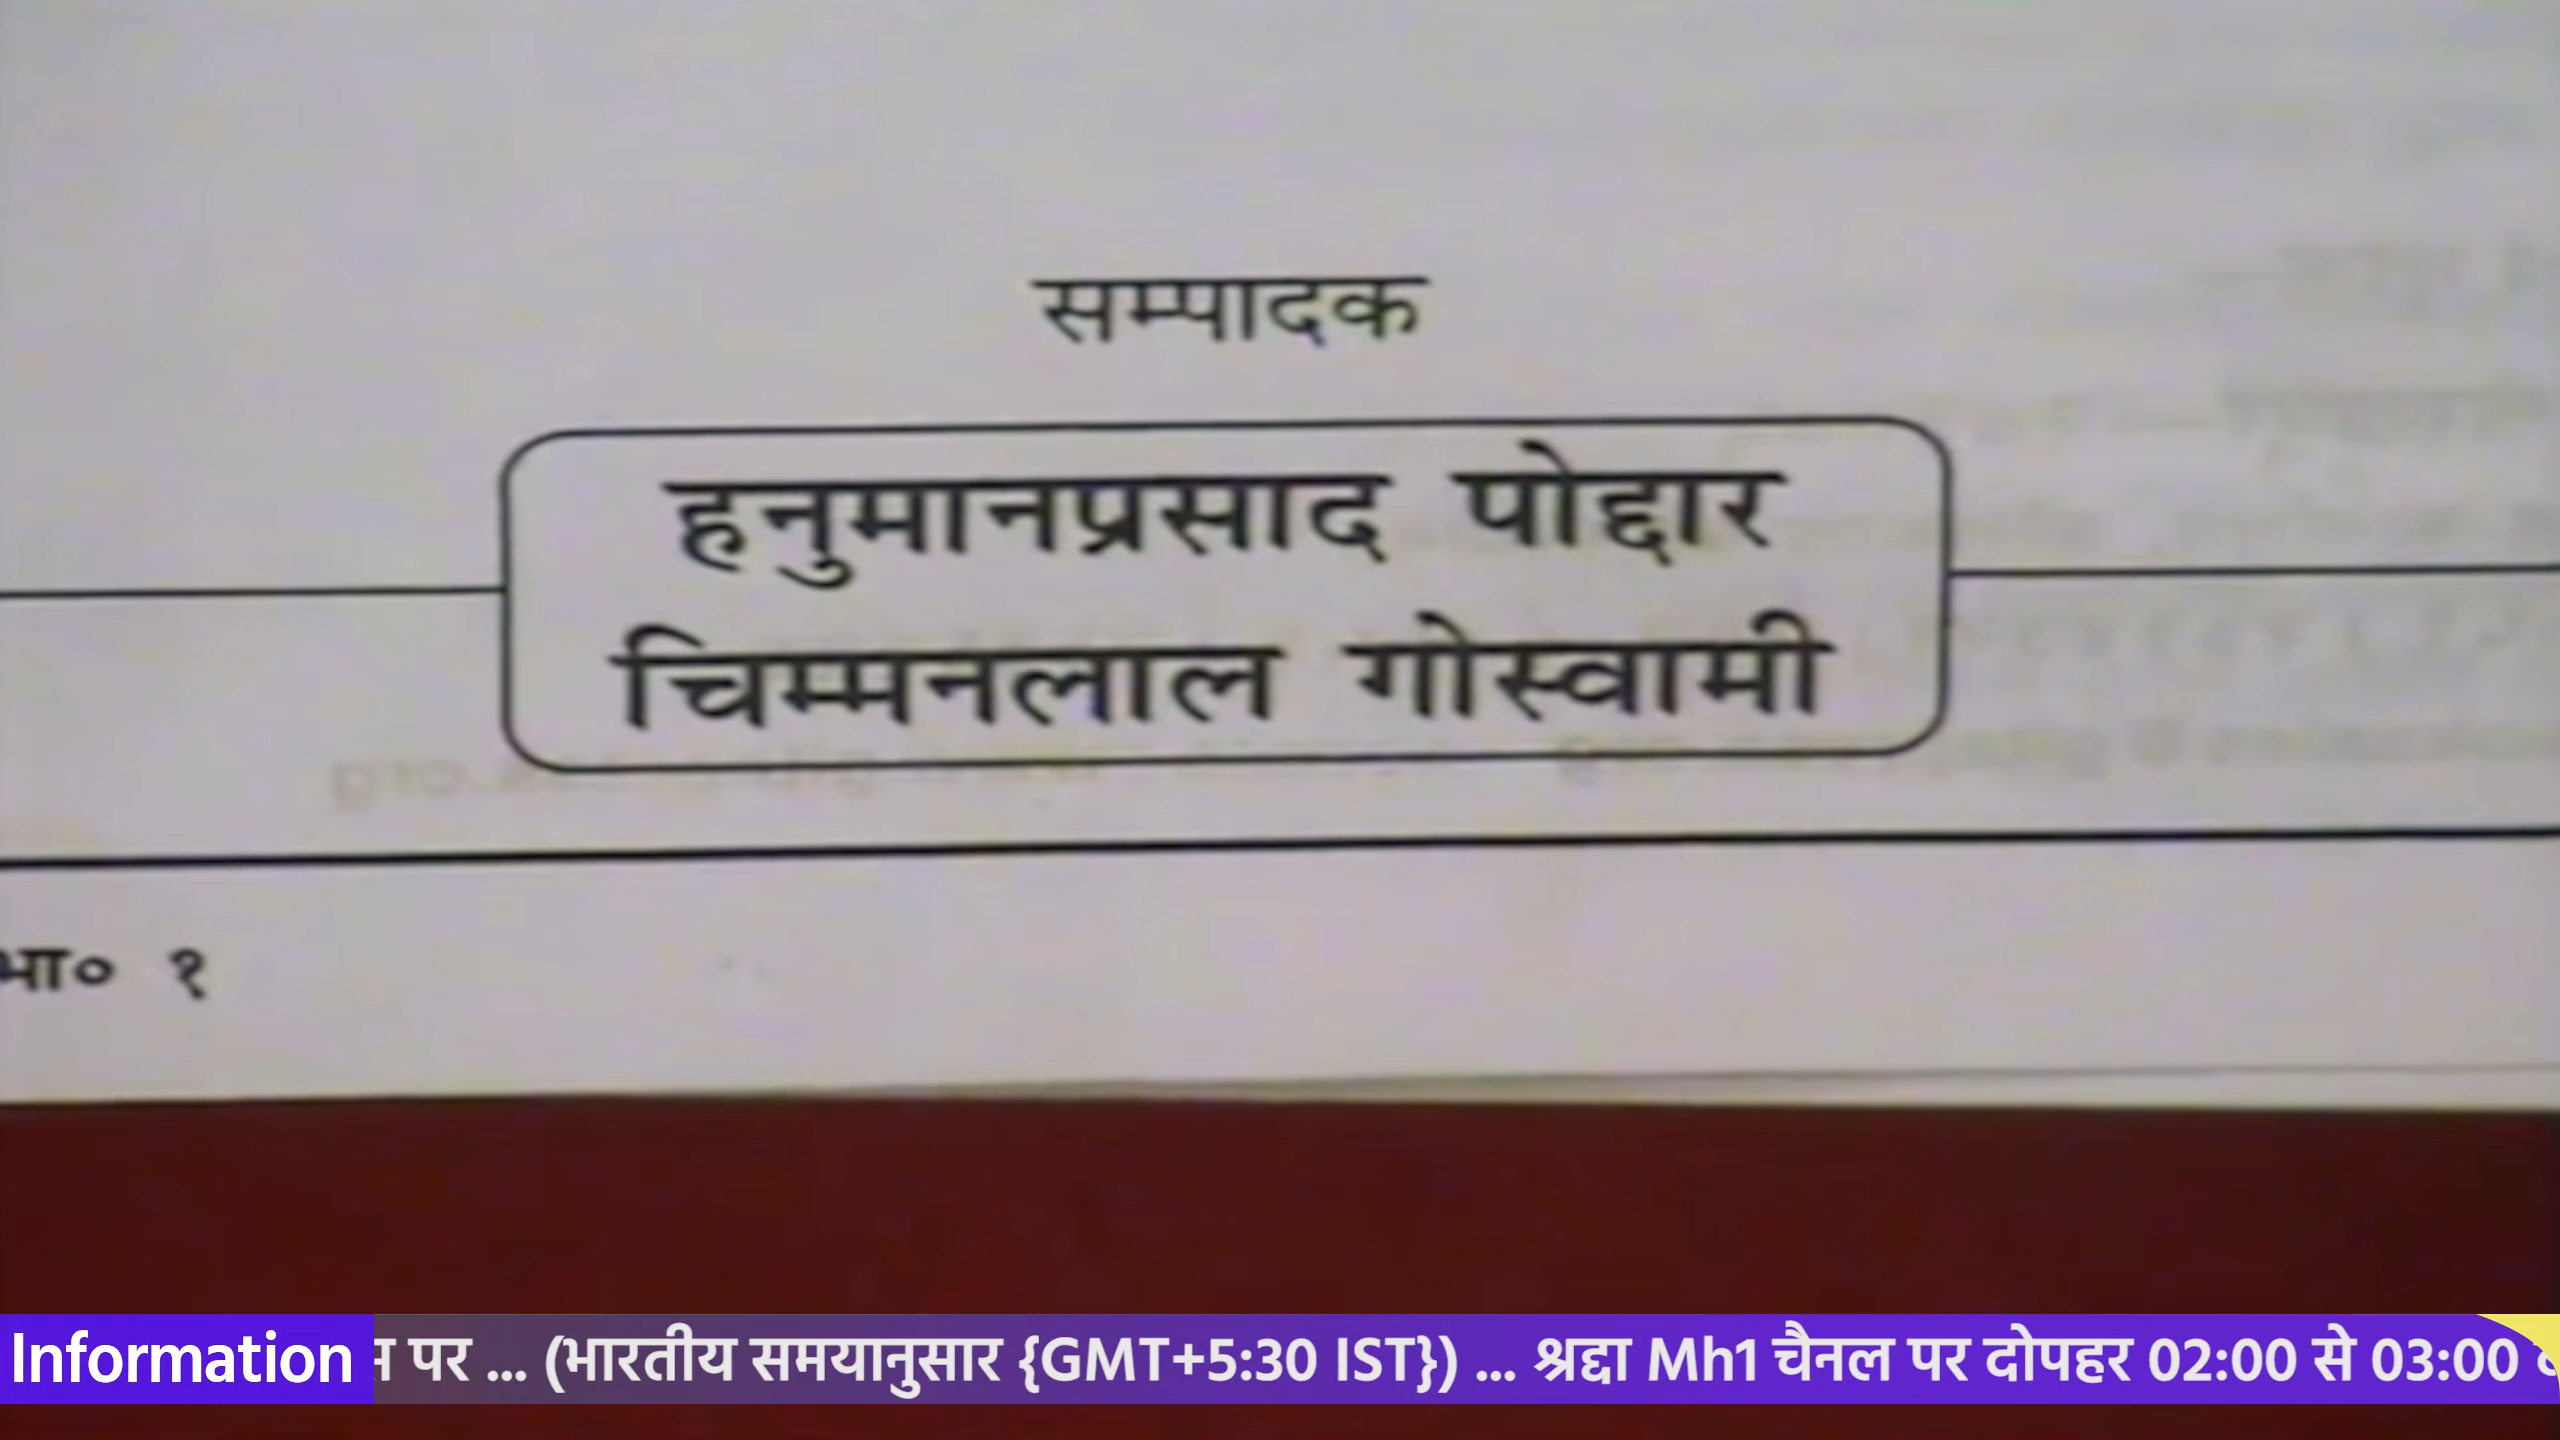 सम्पादक
हनुमानप्रसाद पोद्दार
चिम्मनलाल गोस्वामी
भा० १
Information
पर ... (भारतीय समयानुसार {GMT+5:30 IST}) ... श्रद्दा Mh1 चैनल पर दोपहर 02:00 से 03:00